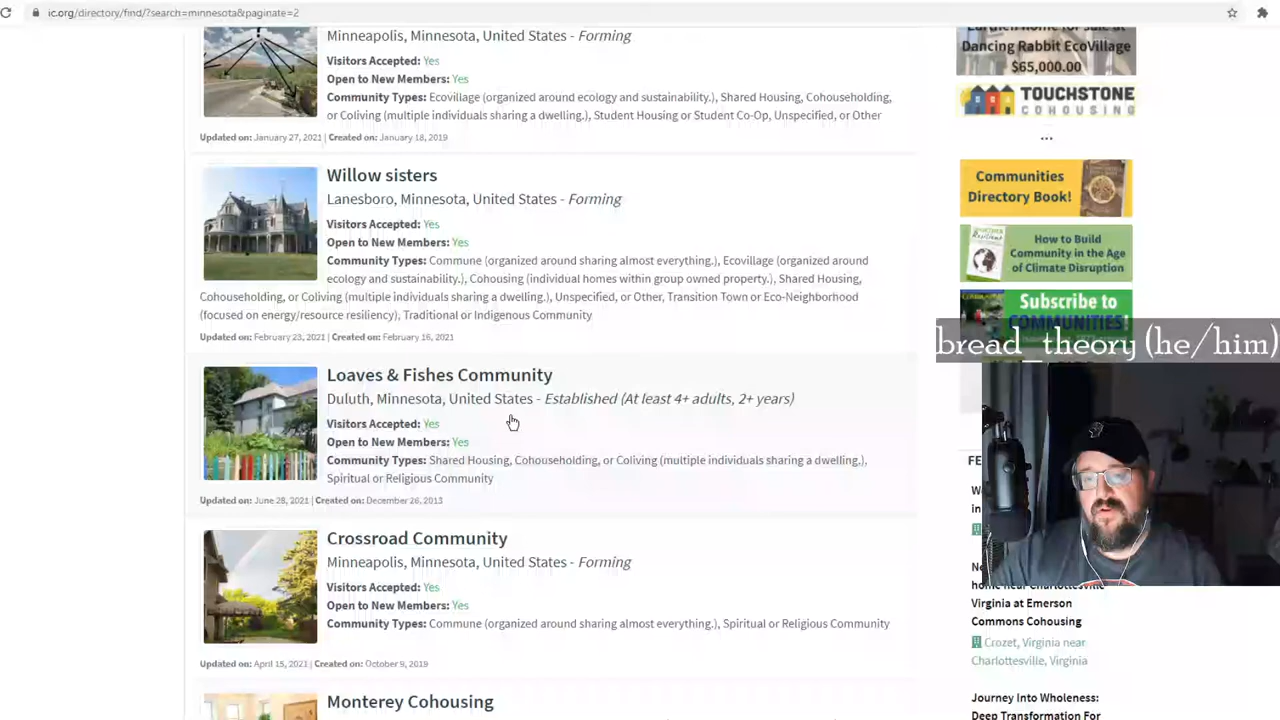 ic.org/directory/find/?search=minnesota&paginate=2
Minneapolis, Minnesota, United States - Forming
Visitors Accepted: Yes
Open to New Members: Yes
Community Types: Ecovillage (organized around ecology and sustainability.), Shared Housing, Cohouseholding,
or Coliving (multiple individuals sharing a dwelling.), Student Housing or Student Co-Op, Unspecified, or Other
Updated on: January 27, 2021 | Created on: January 18, 2019
Willow sisters
Lanesboro, Minnesota, United States - Forming
Visitors Accepted: Yes
Open to New Members: Yes
Community Types: Commune (organized around sharing almost everything.), Ecovillage (organized around
ecology and sustainability.), Cohousing (individual homes within group owned property.), Shared Housing,
Cohouseholding, or Coliving (multiple individuals sharing a dwelling.), Unspecified, or Other, Transition Town or Eco-Neighborhood
(focused on energy/resource resiliency), Traditional or Indigenous Community
Updated on: February 23, 2021 | Created on: February 16, 2021
Loaves & Fishes Community
Duluth, Minnesota, United States - Established (At least 4+ adults, 2+ years)
Visitors Accepted: Yes
Open to New Members: Yes
Community Types: Shared Housing, Cohouseholding, or Coliving (multiple individuals sharing a dwelling.),
Spiritual or Religious Community
Updated on: June 28, 2021 | Created on: December 26, 2013
Crossroad Community
Minneapolis, Minnesota, United States - Forming
Visitors Accepted: Yes
Open to New Members: Yes
Community Types: Commune (organized around sharing almost everything.), Spiritual or Religious Community
Updated on: April 15, 2021 | Created on: October 9, 2019
Monterey Cohousing
home for sale at
Dancing Rabbit EcoVillage
$65,000.00
TOUCHSTONE
COHOUSING
...
Communities
Directory Book!
How to Build
Community in the Age
of Climate Disruption
Subscribe to
COMMUNITIES
bread_theory (he/him)
Virginia at Emerson
Commons Cohousing
Crozet, Virginia near
Charlottesville, Virginia
Journey Into Wholeness:
Deep Transformation For